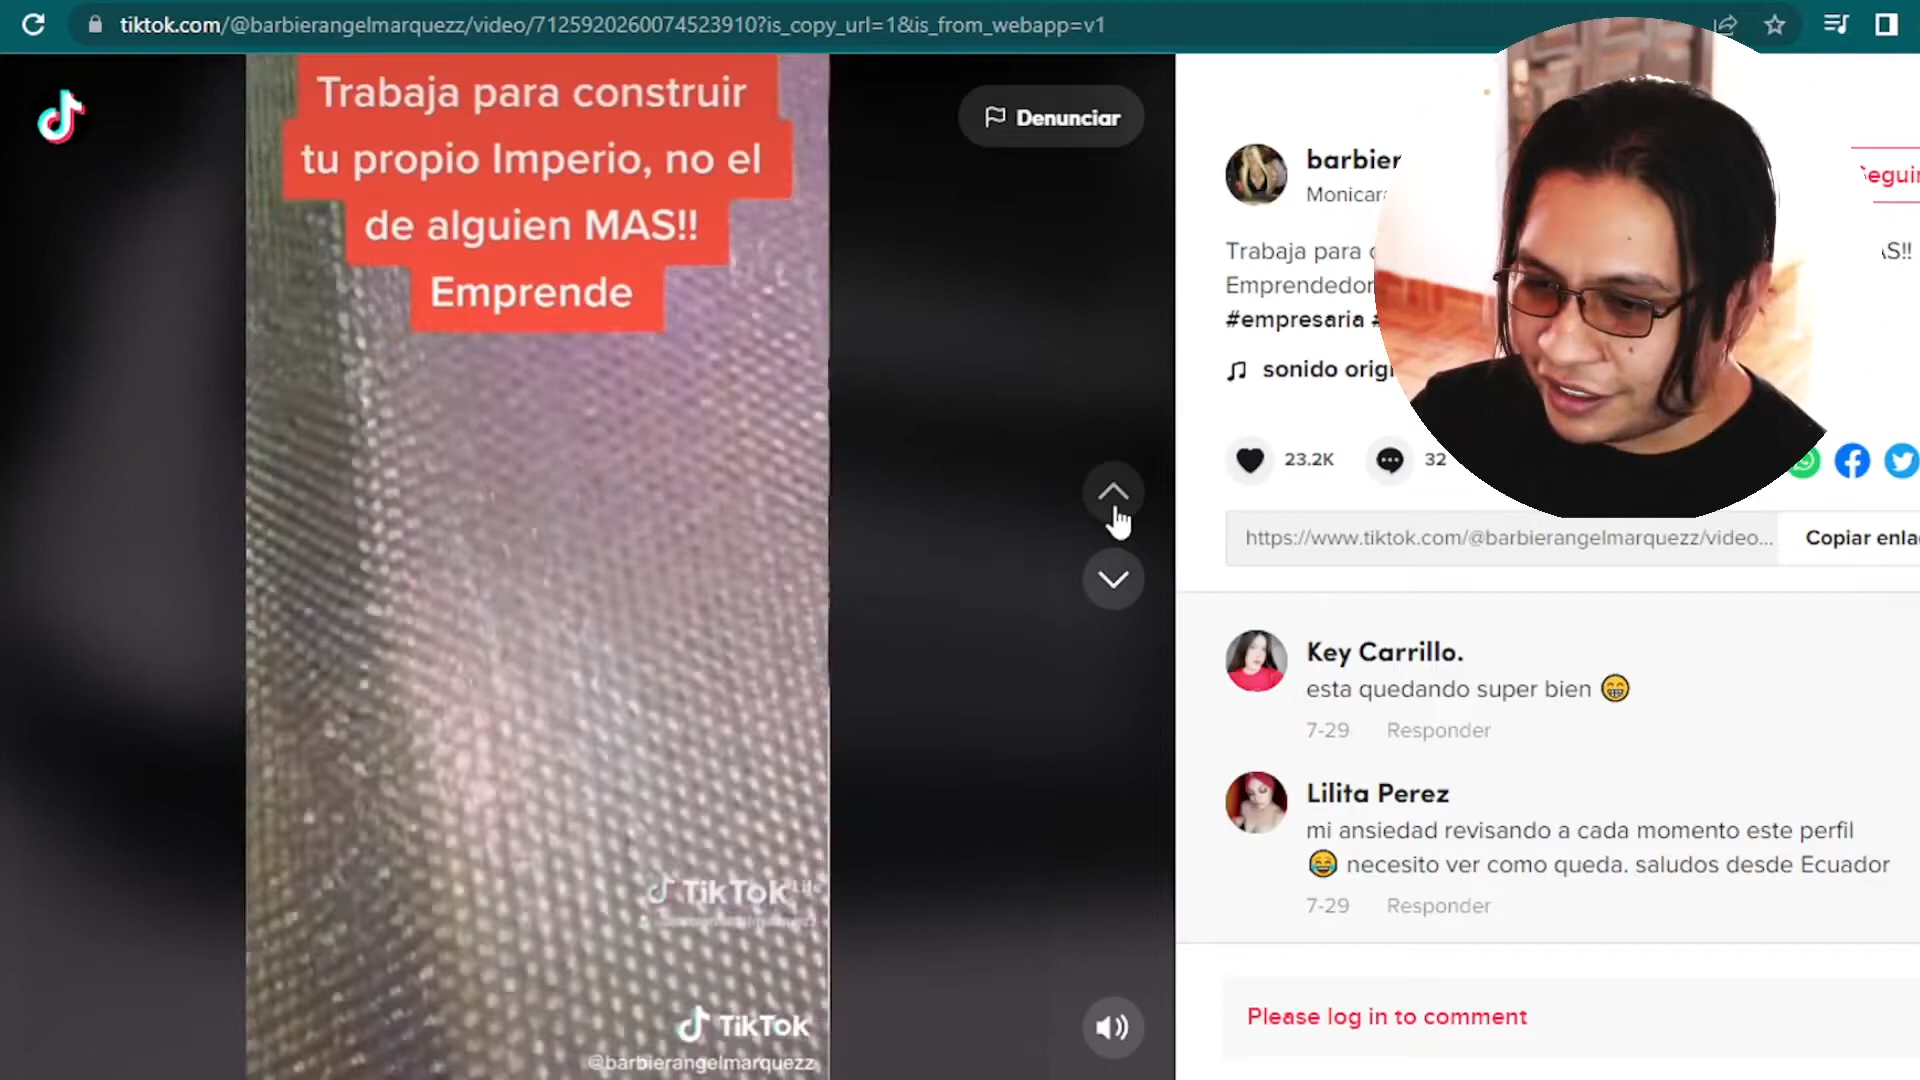 tiktok.com/@barbierangelmarquezz/video/7125920260074523910?is_copy_url=1&is_from_webapp=v1
Trabaja para construir
tu propio Imperio, no el
de alguien MAS!!
Emprende
Denunciar
barbier
Monicara
Seguir
Trabaja para
AS!!
Emprendedor
#empresaria #
sonido orig
23.2K
32
https://www.tiktok.com/@barbierangelmarquezz/video...
Copiar enla
Key Carrillo.
esta quedando super bien 😁
7-29 Responder
Lilita Perez
mi ansiedad revisando a cada momento este perfil
😂 necesito ver como queda. saludos desde Ecuador
7-29 Responder
TikTok
TikTok
@barbierangelmarquezz
Please log in to comment